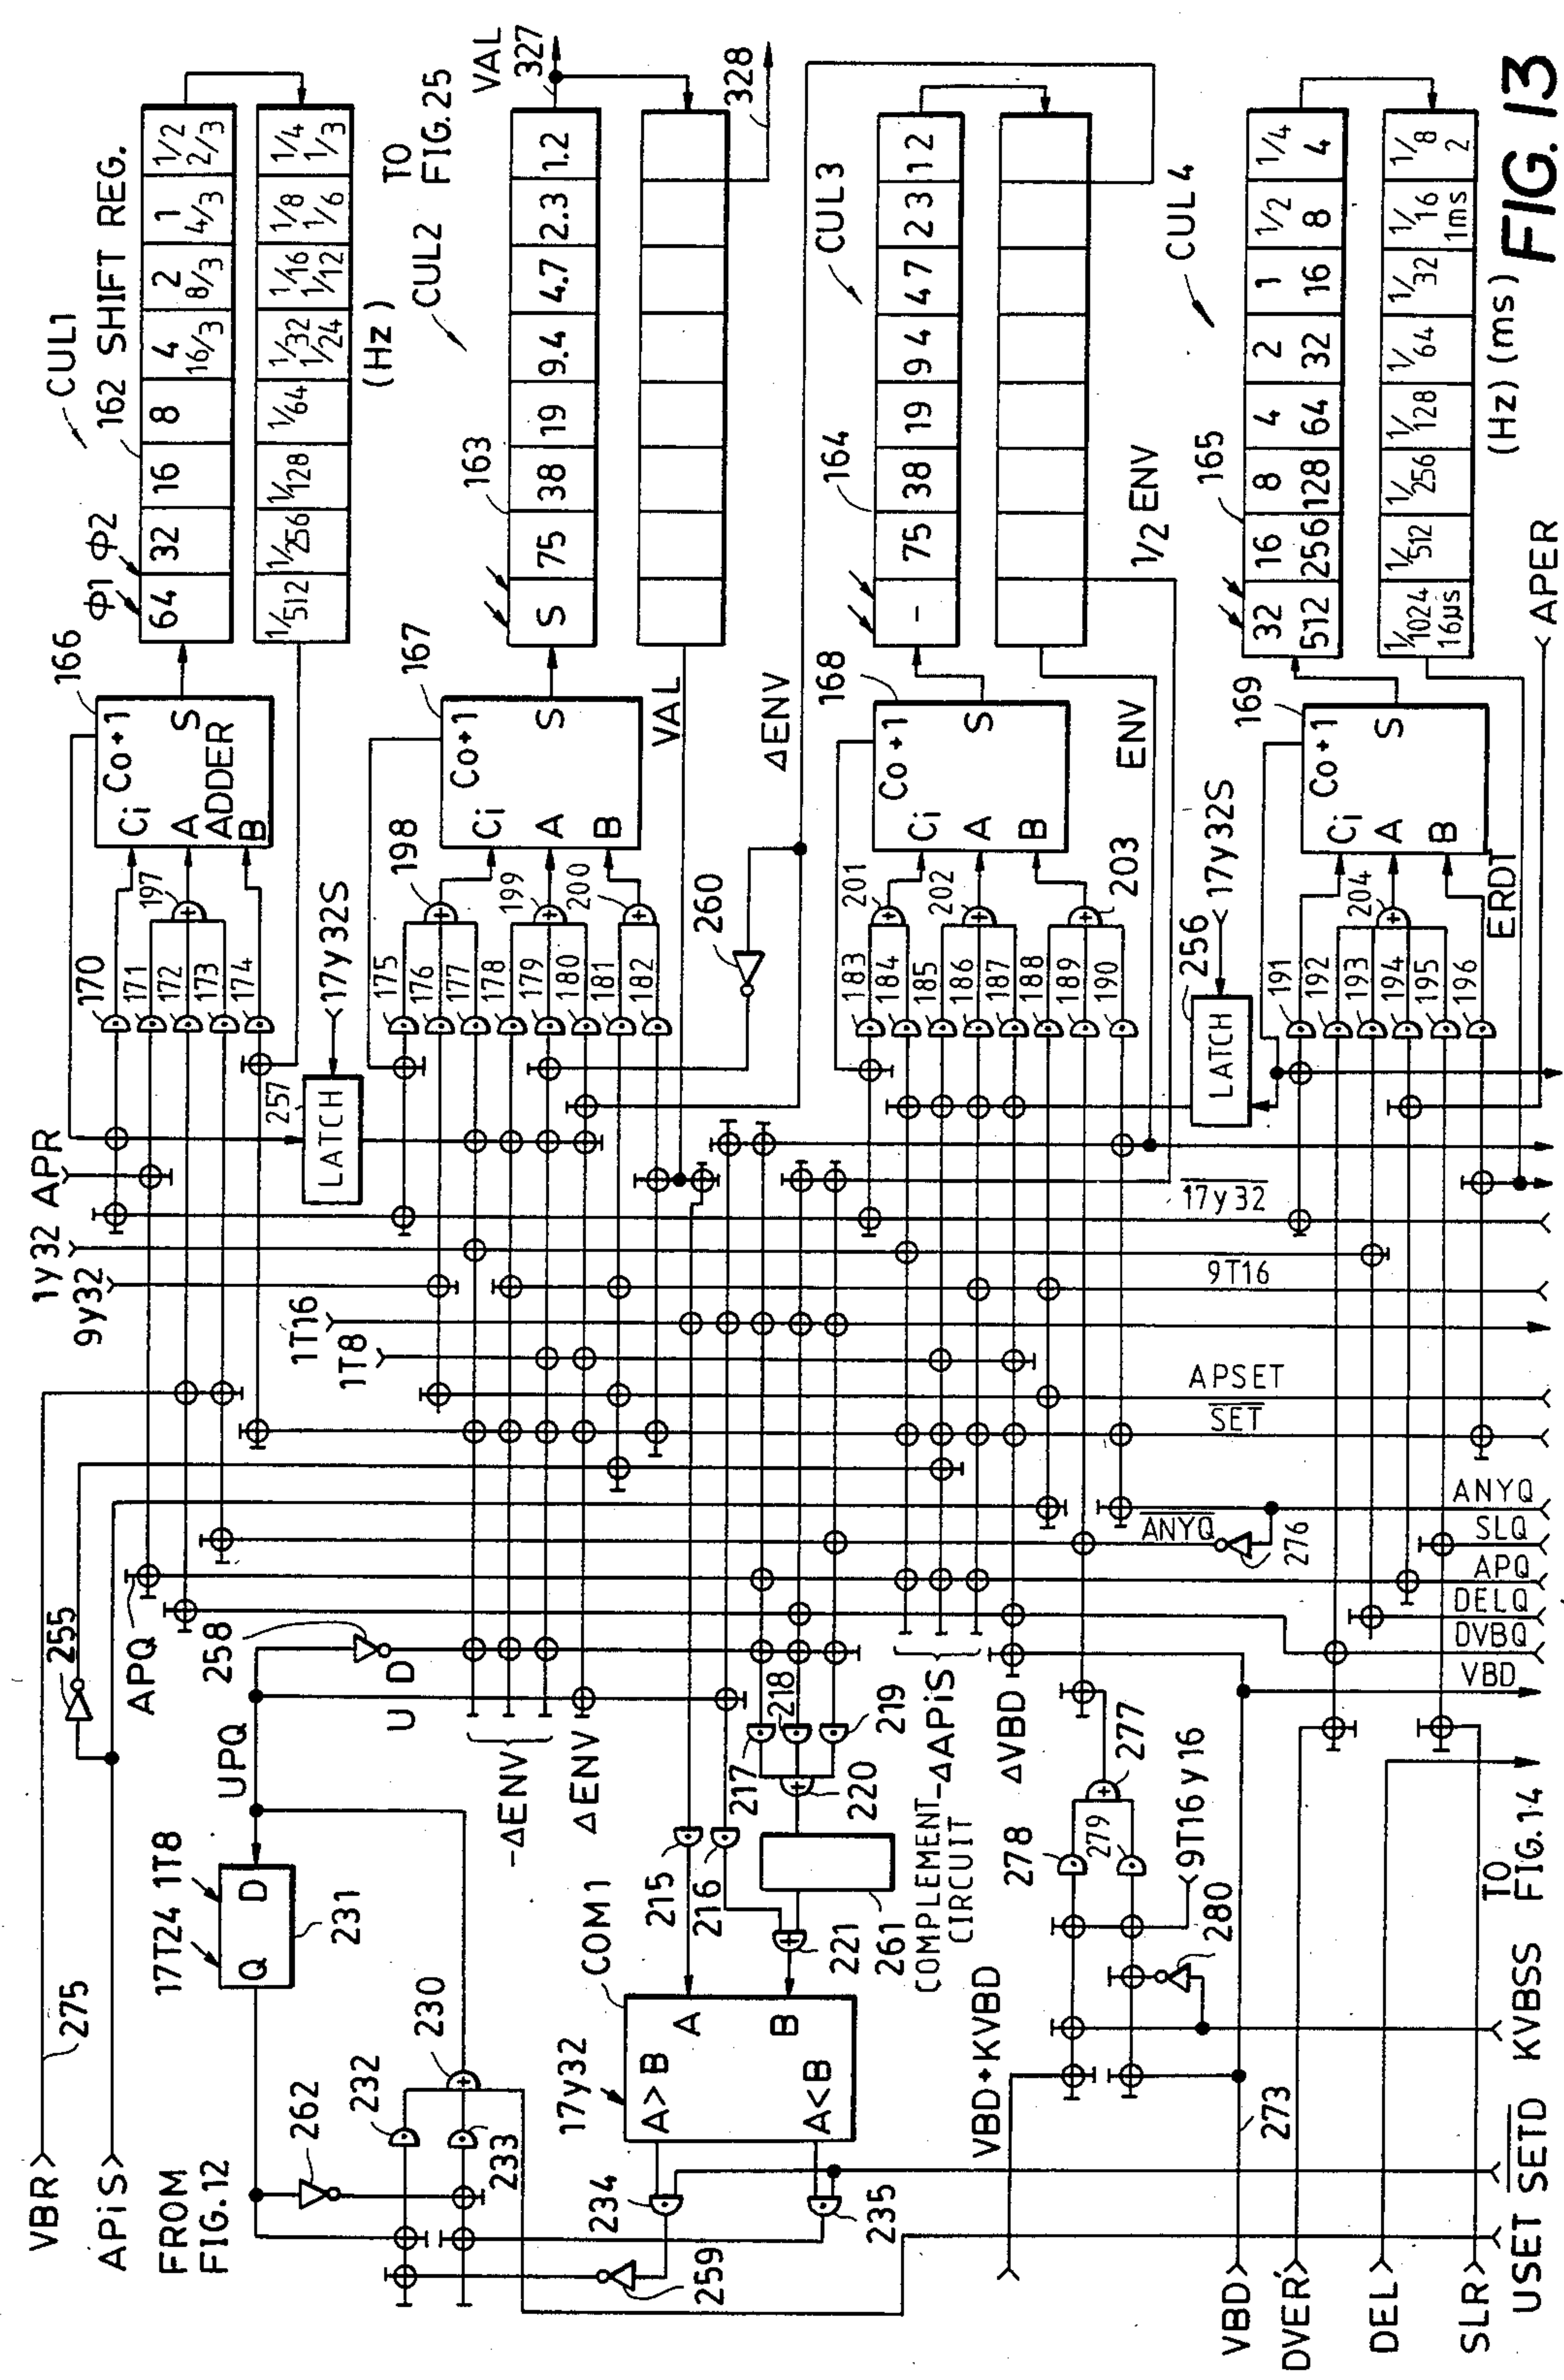 CUL1
162 SHIFT REG.
Φ1 Φ2
64 32 16 8 4 2 1 1/2
16/3 8/3 4/3 2/3
1/512 1/256 1/128 1/64 1/32 1/16 1/8 1/4
1/24 1/12 1/6 1/3
(Hz)
166
Co+1
Ci
A S
ADDER
B
197
170
171
172
173
174
257
LATCH
17y32S
1y32 APR
9y32
1T16
1T8
APQ
255
VBR
275
APiS
FROM
FIG.12
17T24 1T8
Q D
231
UPQ
258
U D
262
232
230
233
TO
FIG.25
CUL2
VAL
327
163
S 75 38 19 9.4 4.7 2.3 1.2
328
167
Co+1
Ci
A S
B
198
199
200
175
176
177
178
179
180
181
182
VAL
ΔENV
260
-ΔENV
ΔENV
215
216
217
218
219
220
221
261
COMPLEMENT
CIRCUIT
-ΔAPiS
ΔVBD
COM1
17y32
A>B A
A<B B
234
235
259
CUL3
164
- 75 38 19 9 4 4 7 2 3 1 2
1/2 ENV
168
Co+1
Ci
A S
B
ENV
201
202
203
183
184
185
186
187
188
189
190
256
LATCH
17y32S
17y32
9T16
APSET
SET
ANYQ
276
ANYQ
SLQ
APQ
DELQ
DVBQ
VBD
277
278
279
9T16y16
280
VBD+KVBD
273
CUL4
165
32 16 8 4 2 1 1/2 1/4
512 256 128 64 32 16 8 4
1/1024 1/512 1/256 1/128 1/64 1/32 1/16 1/8
16μs 1ms 2
(Hz) (ms)
169
Co+1
Ci
A S
B
204
191
192
193
194
195
196
ERDT
APER
TO
FIG.14
VBD
DVER'
DEL
SLR
USET SETD KVBSS
FIG. 13